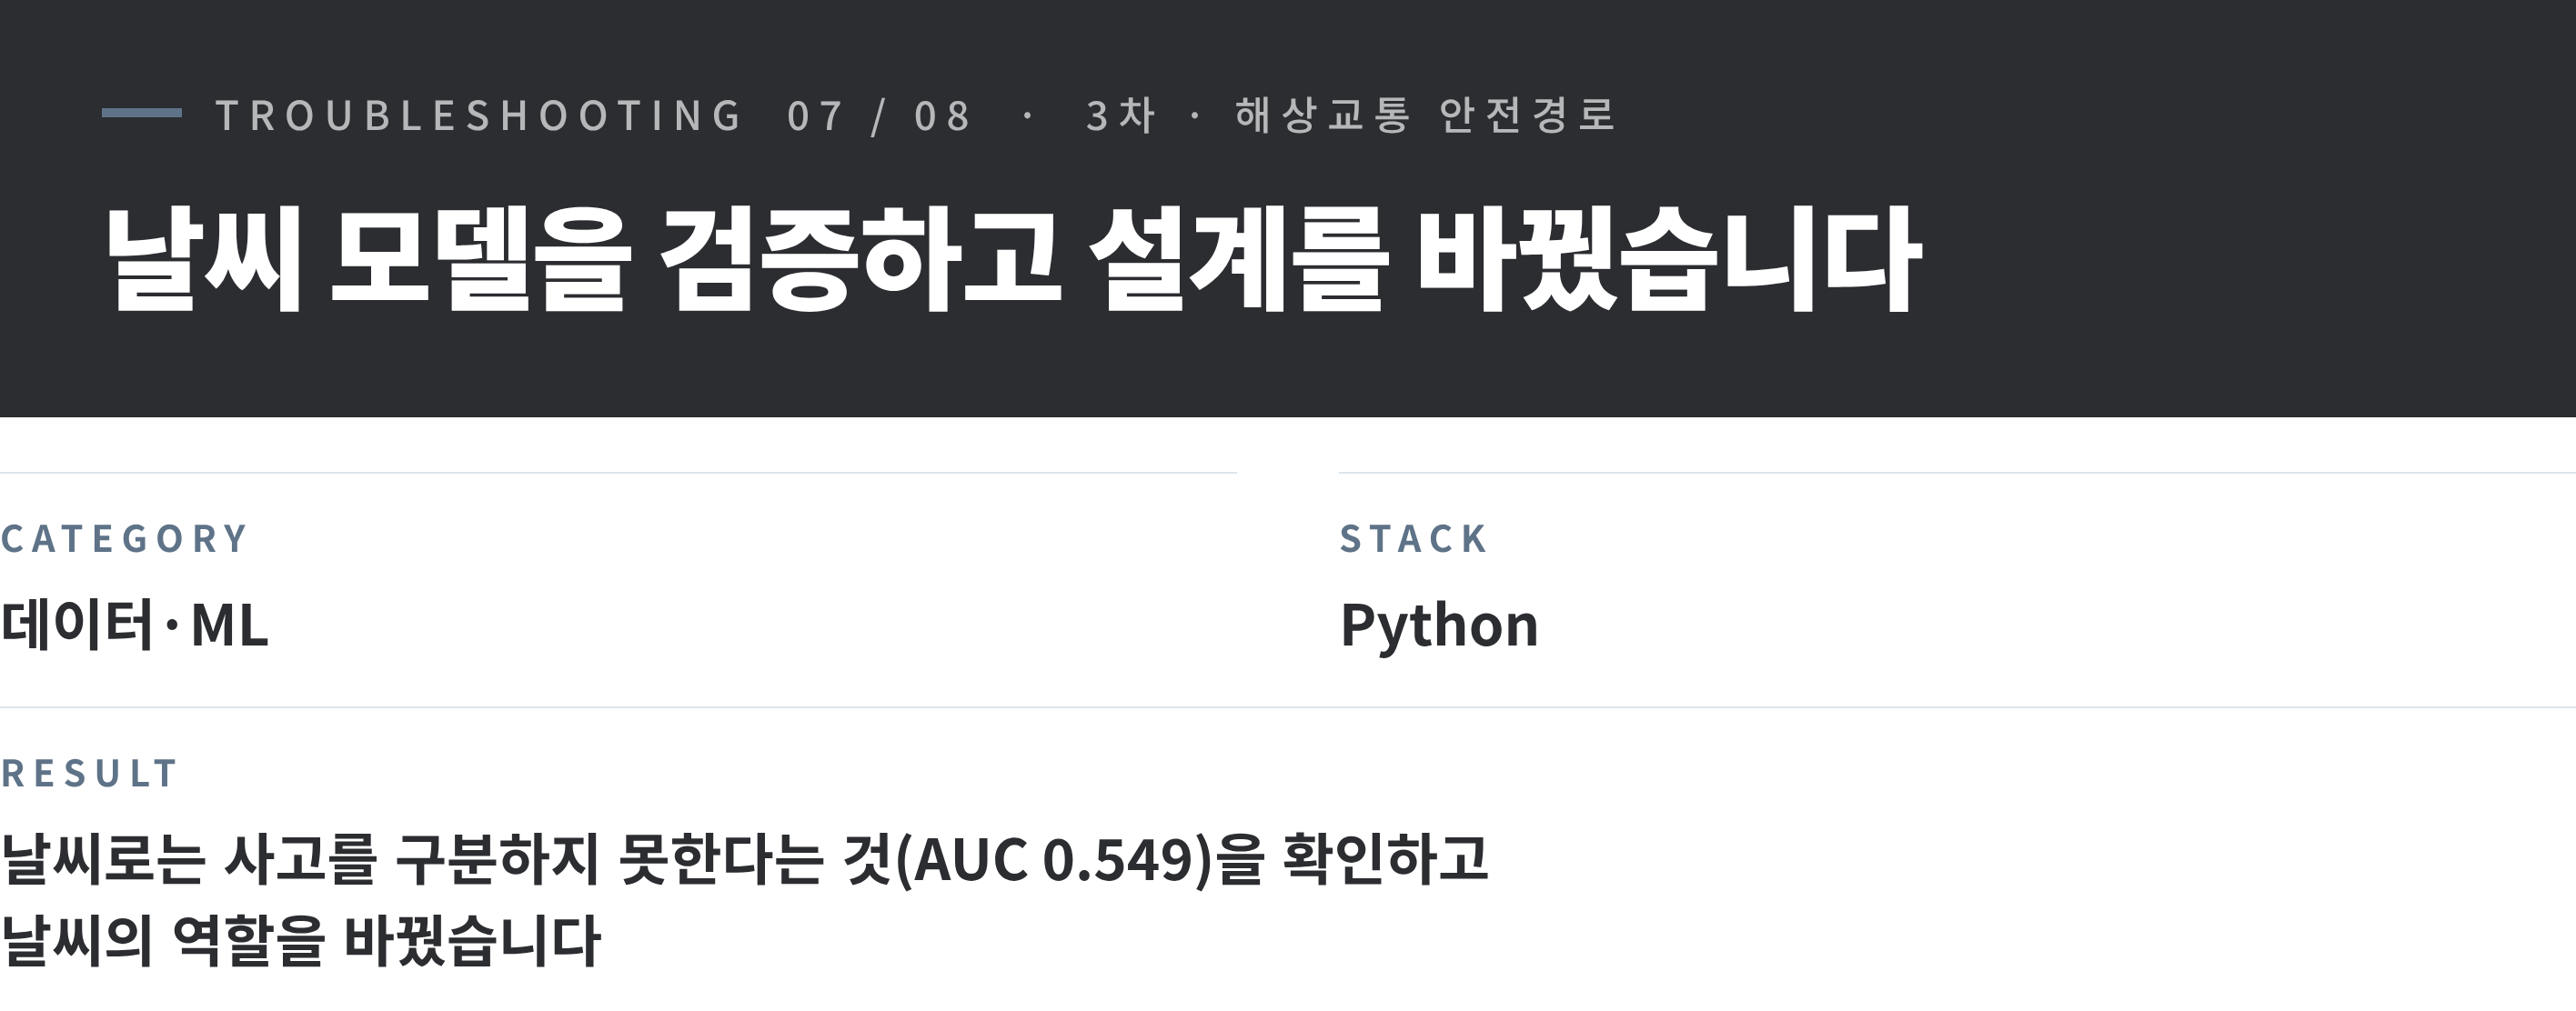 TROUBLESHOOTING 07 / 08 · 3차 · 해상교통 안전경로
날씨 모델을 검증하고 설계를 바꿨습니다
CATEGORY
데이터·ML
STACK
Python
RESULT
날씨로는 사고를 구분하지 못한다는 것(AUC 0.549)을 확인하고
날씨의 역할을 바꿨습니다